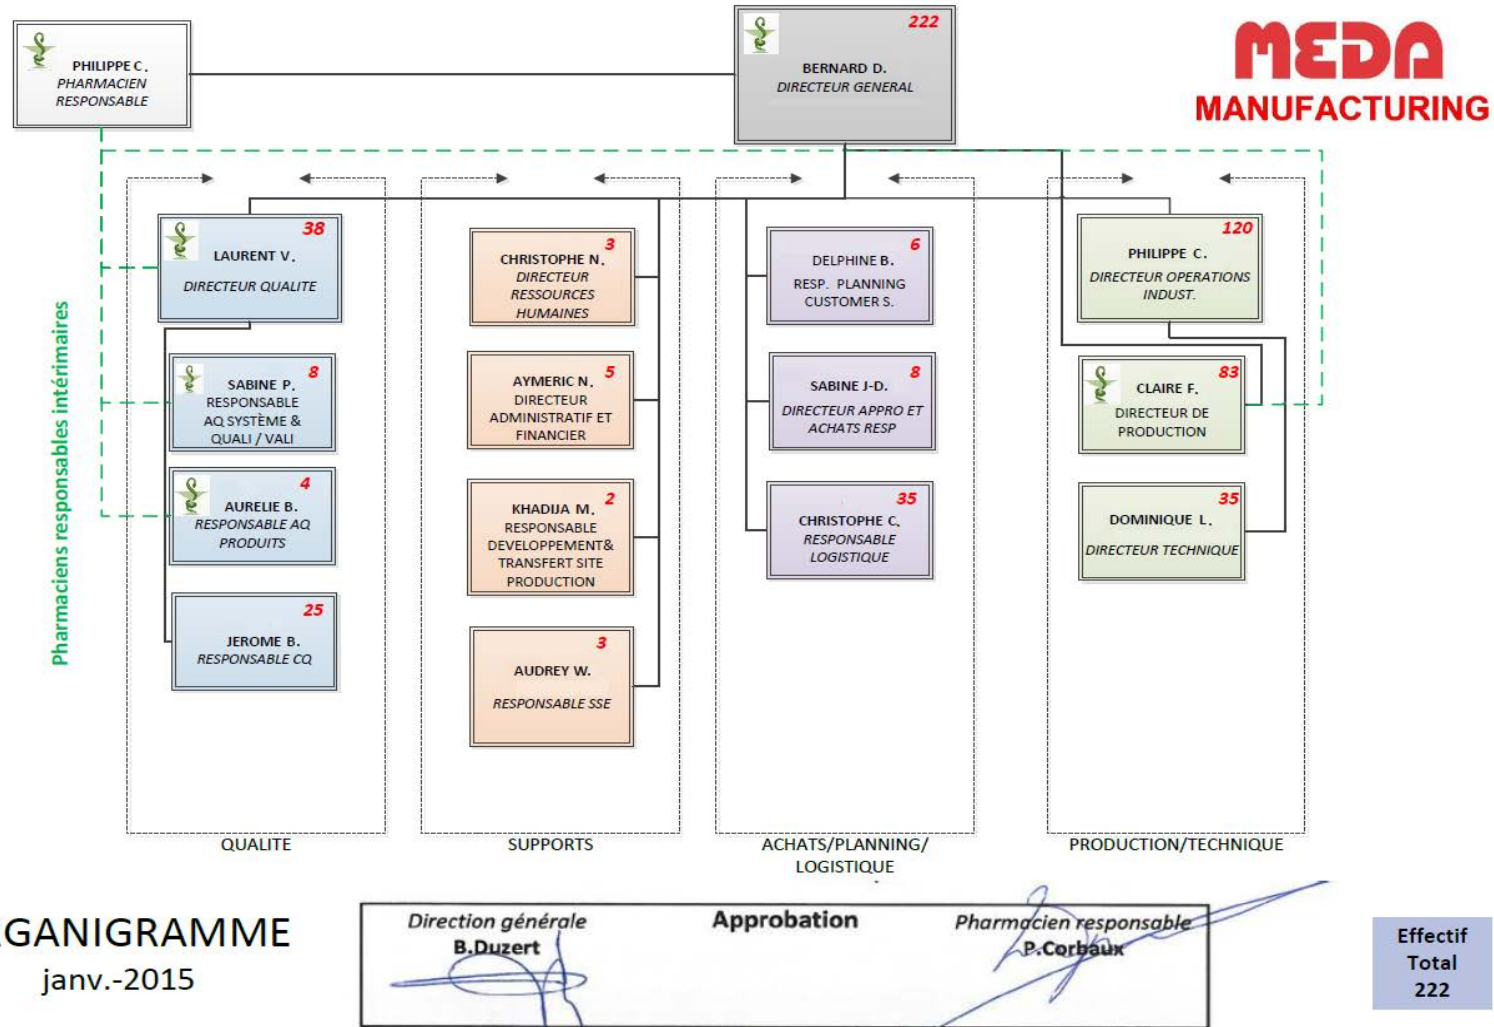 222
PHILIPPE C.
PHARMACIEN
RESPONSABLE
BERNARD D.
DIRECTEUR GENERAL
MEDA
MANUFACTURING
Pharmaciens responsables intérimaires
38
LAURENT V.
DIRECTEUR QUALITE
8
SABINE P.
RESPONSABLE
AQ SYSTÈME &
QUALI / VALI
4
AURELIE B.
RESPONSABLE AQ
PRODUITS
25
JEROME B.
RESPONSABLE CQ
QUALITE
3
CHRISTOPHE N.
DIRECTEUR
RESSOURCES
HUMAINES
5
AYMERIC N.
DIRECTEUR
ADMINISTRATIF ET
FINANCIER
2
KHADIJA M.
RESPONSABLE
DEVELOPPEMENT&
TRANSFERT SITE
PRODUCTION
3
AUDREY W.
RESPONSABLE SSE
SUPPORTS
6
DELPHINE B.
RESP. PLANNING
CUSTOMER S.
8
SABINE J-D.
DIRECTEUR APPRO ET
ACHATS RESP
35
CHRISTOPHE C.
RESPONSABLE
LOGISTIQUE
ACHATS/PLANNING/
LOGISTIQUE
120
PHILIPPE C.
DIRECTEUR OPERATIONS
INDUST.
83
CLAIRE F.
DIRECTEUR DE
PRODUCTION
35
DOMINIQUE L.
DIRECTEUR TECHNIQUE
PRODUCTION/TECHNIQUE
GANIGRAMME
janv.-2015
Direction générale
B.Duzert
Approbation
Pharmacien responsable
P.Corbaux
Effectif
Total
222